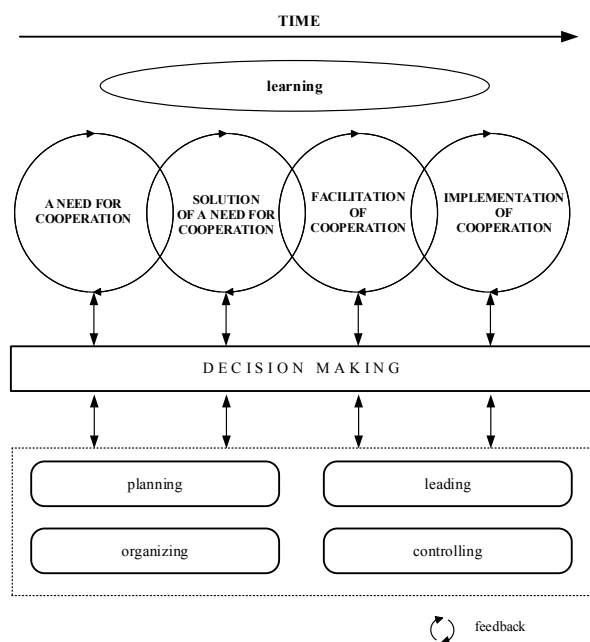 TIME
learning
A NEED FOR
COOPERATION
SOLUTION
OF A NEED FOR
COOPERATION
FACILITATION
OF
COOPERATION
IMPLEMENTATION
OF
COOPERATION
DECISION MAKING
planning
leading
organizing
controlling
feedback